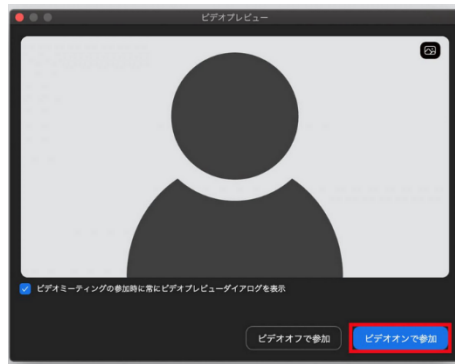 ビデオプレビュー
ビデオミーティングの参加時に常にビデオプレビューダイアログを表示
ビデオオフで参加
ビデオオンで参加